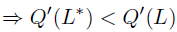 ⇒ Q′(L*) < Q′(L)